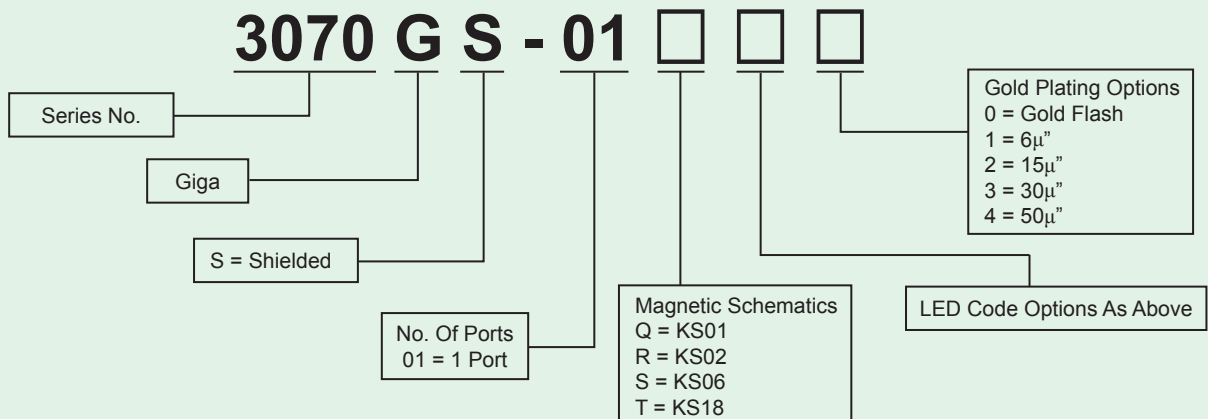 3070 G S - 01 □ □ □
Series No.
Giga
S = Shielded
No. Of Ports
01 = 1 Port
Magnetic Schematics
Q = KS01
R = KS02
S = KS06
T = KS18
LED Code Options As Above
Gold Plating Options
0 = Gold Flash
1 = 6µ”
2 = 15µ”
3 = 30µ”
4 = 50µ”